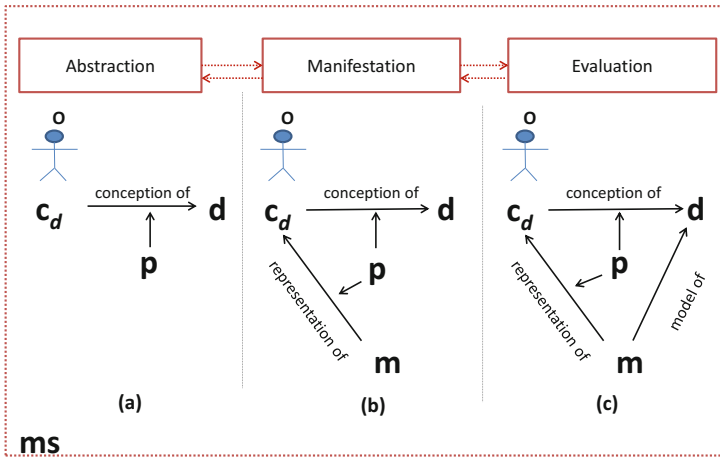 Abstraction
Manifestation
Evaluation
o
conception of
c_d
d
p
(a)
o
conception of
c_d
d
p
representation of
m
(b)
o
conception of
c_d
d
p
representation of
model of
m
(c)
ms